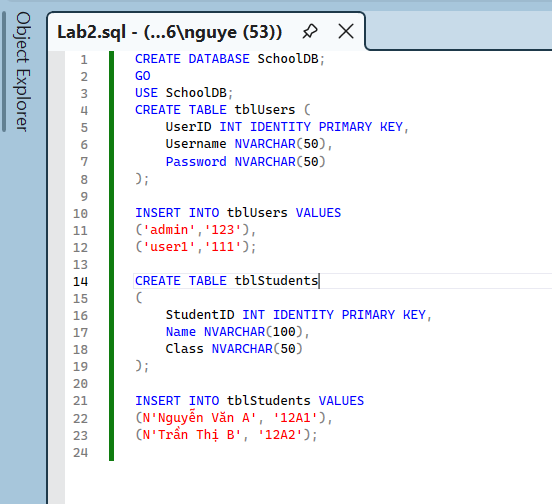 Object Explorer
Lab2.sql - (...6\nguye (53))
1 CREATE DATABASE SchoolDB;
2 GO
3 USE SchoolDB;
4 CREATE TABLE tblUsers (
5 UserID INT IDENTITY PRIMARY KEY,
6 Username NVARCHAR(50),
7 Password NVARCHAR(50)
8 );
9
10 INSERT INTO tblUsers VALUES
11 ('admin','123'),
12 ('user1','111');
13
14 CREATE TABLE tblStudents
15 (
16 StudentID INT IDENTITY PRIMARY KEY,
17 Name NVARCHAR(100),
18 Class NVARCHAR(50)
19 );
20
21 INSERT INTO tblStudents VALUES
22 (N'Nguyễn Văn A', '12A1'),
23 (N'Trần Thị B', '12A2');
24